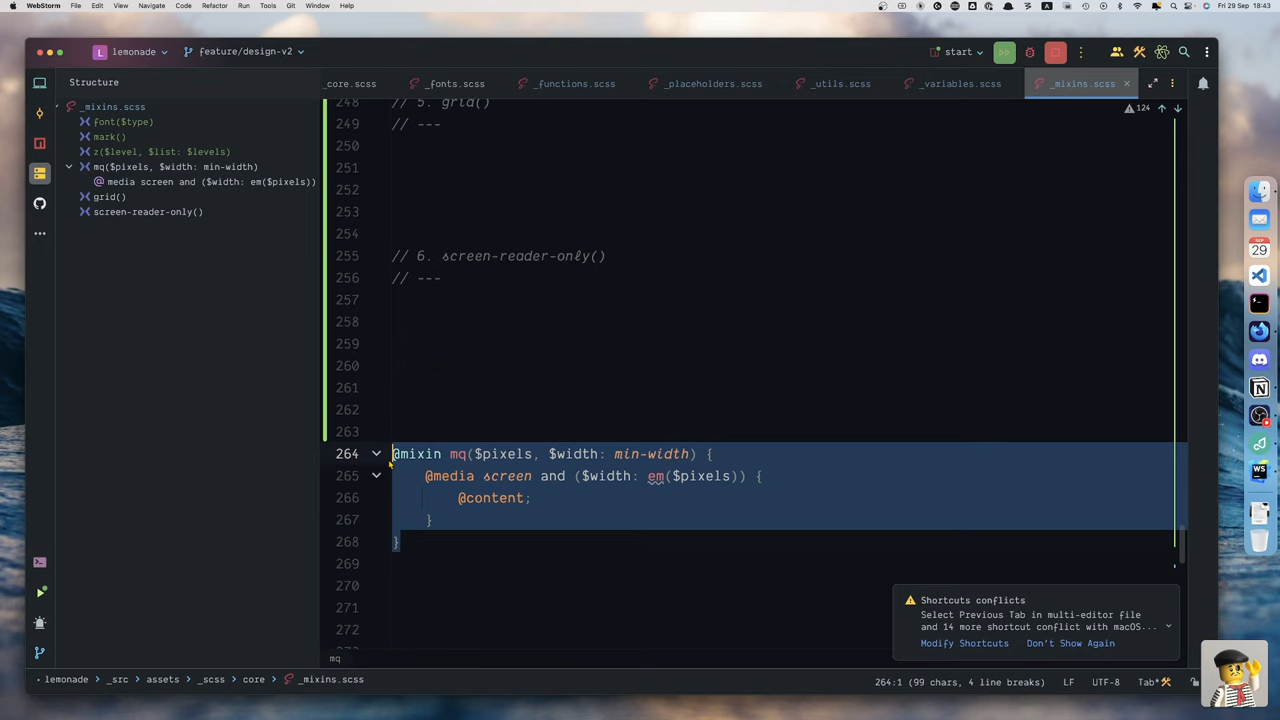 WebStorm File Edit View Navigate Code Refactor Run Tools Git Window Help A Fri 29 Sep 18:43
L lemonade feature/design-v2 start
Structure
_core.scss _fonts.scss _functions.scss _placeholders.scss _utils.scss _variables.scss _mixins.scss
_mixins.scss
font($type)
mark()
z($level, $list: $levels)
mq($pixels, $width: min-width)
@ media screen and ($width: em($pixels))
grid()
screen-reader-only()
124
248 // 5. grid()
249 // ---
250
251
252
253
254
255 // 6. screen-reader-only()
256 // ---
257
258
259
260
261
262
263
264 @mixin mq($pixels, $width: min-width) {
265 @media screen and ($width: em($pixels)) {
266 @content;
267 }
268 }
269
270
271
272
Shortcuts conflicts
Select Previous Tab in multi-editor file
and 14 more shortcut conflict with macOS...
Modify Shortcuts Don't Show Again
mq
lemonade _src assets _scss core _mixins.scss
264:1 (99 chars, 4 line breaks) LF UTF-8 Tab*
SEP
29
WS